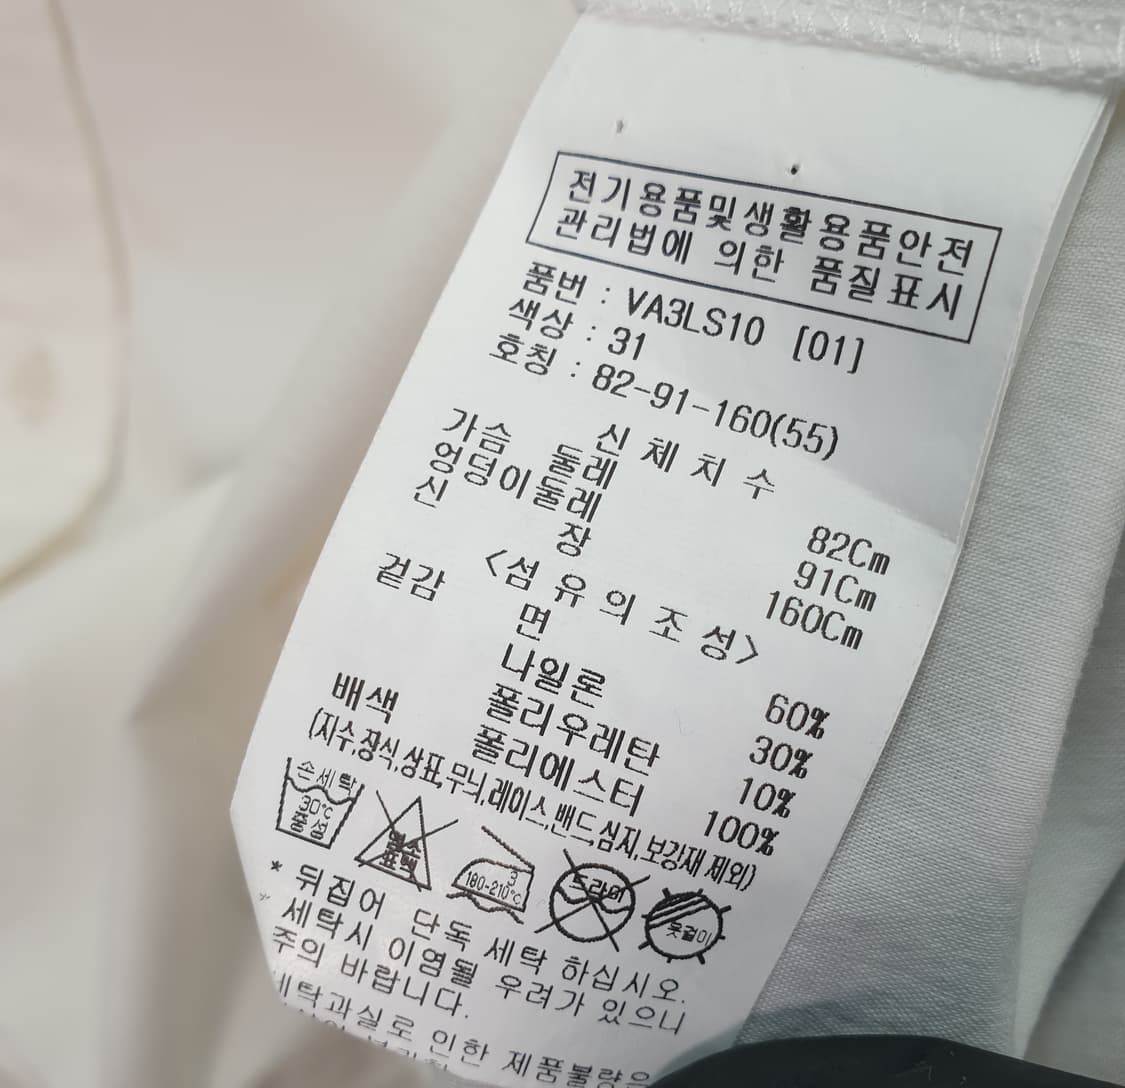 전기용품및생활용품안전
관리법에 의한 품질표시
품번 : VA3LS10 [01]
색상 : 31
호칭 : 82-91-160(55)
신체치수
가슴 둘레 82Cm
엉덩이둘레 91Cm
신 장 160Cm
<섬유의조성>
겉감 면 60%
나일론 30%
폴리우레탄 10%
배색 폴리에스터 100%
(자수,장식,상표,무늬,레이스,밴드,심지,보강재 제외)
손세탁 30℃ 중성
염소 표백
3 180-210℃
드라이
옷걸이
* 뒤집어 단독 세탁 하십시오.
세탁시 이염될 우려가 있으니
주의 바랍니다.
세탁과실로 인한 제품불량은